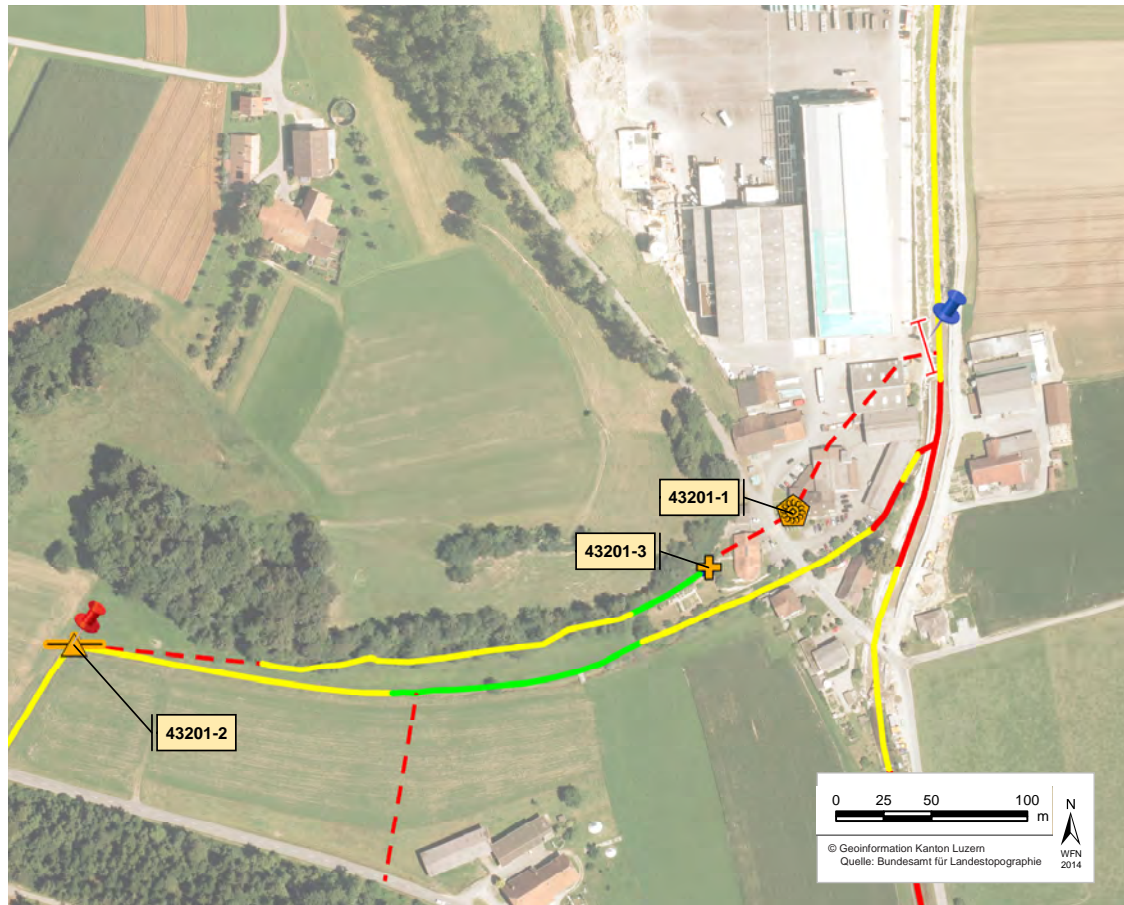 43201-1
43201-3
43201-2
0 25 50 100
m
N
WFN
2014
© Geoinformation Kanton Luzern
Quelle: Bundesamt für Landestopographie